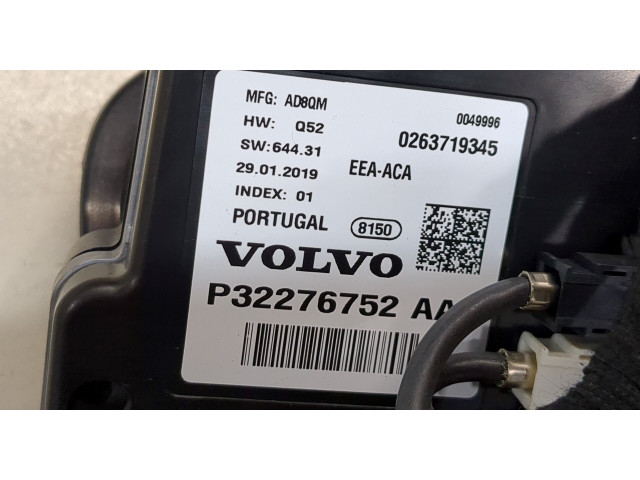 MFG: AD8QM
0049996
HW: Q52
0263719345
SW:644.31
29.01.2019
EEA-ACA
INDEX: 01
PORTUGAL 8150
VOLVO
P32276752 AA